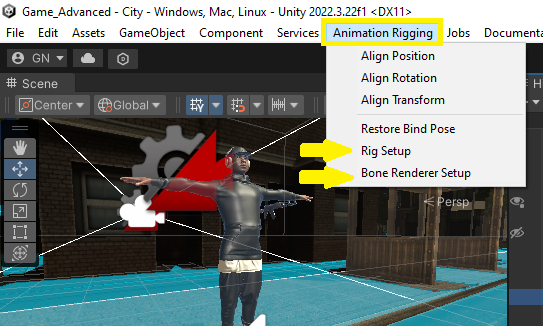 Game_Advanced - City - Windows, Mac, Linux - Unity 2022.3.22f1 <DX11>
File Edit Assets GameObject Component Services Animation Rigging Jobs Documenta
GN
Scene
Center Global
Align Position
Align Rotation
Align Transform
Restore Bind Pose
Rig Setup
Bone Renderer Setup
Persp